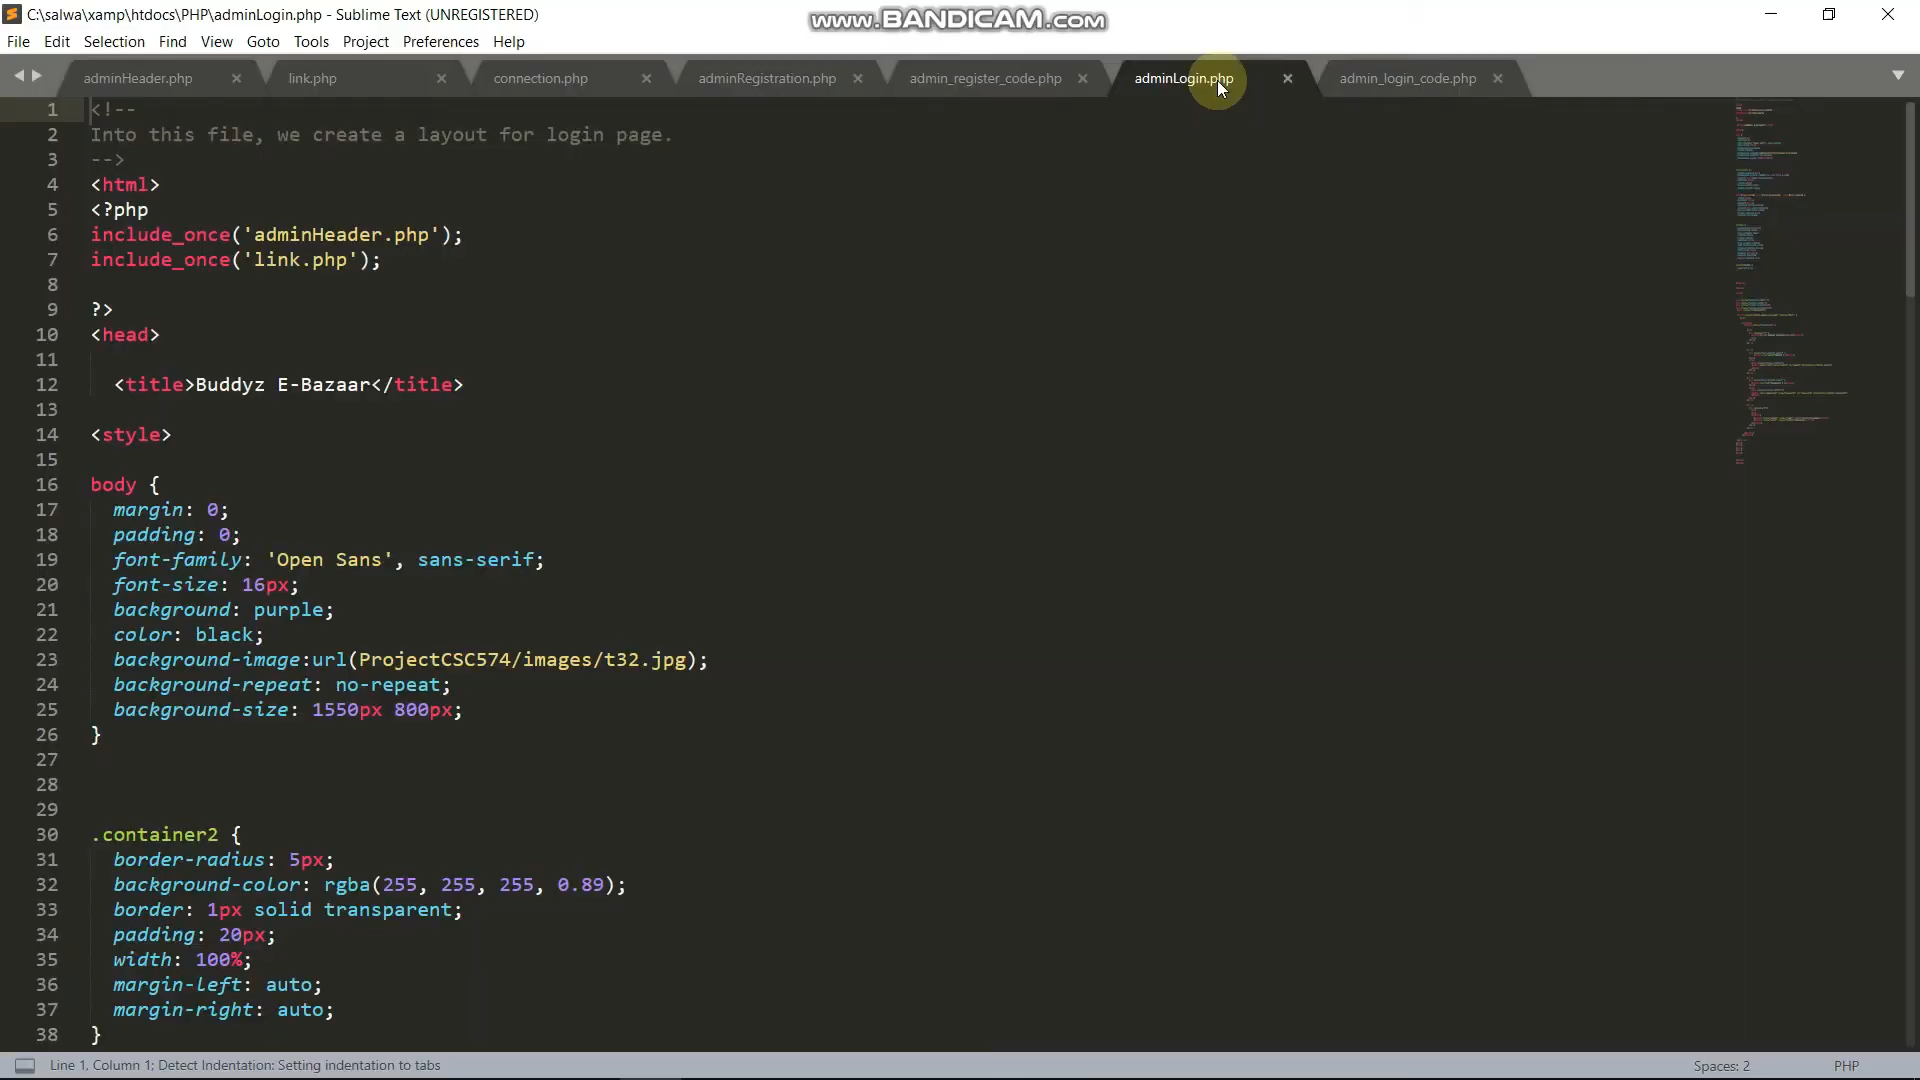 C:\salwa\xamp\htdocs\PHP\adminLogin.php - Sublime Text (UNREGISTERED)
www.BANDICAM.com
File Edit Selection Find View Goto Tools Project Preferences Help
adminHeader.php link.php connection.php adminRegistration.php admin_register_code.php adminLogin.php admin_login_code.php
1 <!--
2 Into this file, we create a layout for login page.
3 -->
4 <html>
5 <?php
6 include_once('adminHeader.php');
7 include_once('link.php');
8
9 ?>
10 <head>
11
12 <title>Buddyz E-Bazaar</title>
13
14 <style>
15
16 body {
17 margin: 0;
18 padding: 0;
19 font-family: 'Open Sans', sans-serif;
20 font-size: 16px;
21 background: purple;
22 color: black;
23 background-image:url(ProjectCSC574/images/t32.jpg);
24 background-repeat: no-repeat;
25 background-size: 1550px 800px;
26 }
27
28
29
30 .container2 {
31 border-radius: 5px;
32 background-color: rgba(255, 255, 255, 0.89);
33 border: 1px solid transparent;
34 padding: 20px;
35 width: 100%;
36 margin-left: auto;
37 margin-right: auto;
38 }
Line 1, Column 1; Detect Indentation: Setting indentation to tabs
Spaces: 2 PHP